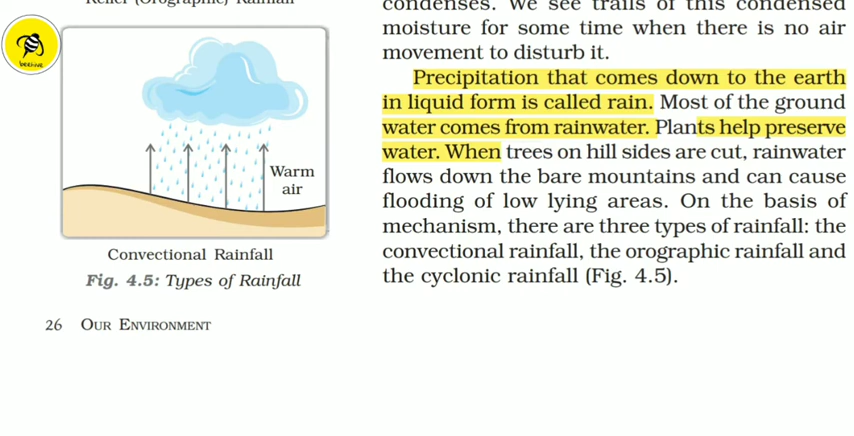 Relief (Orographic) Rainfall
beehive
Warm
air
Convectional Rainfall
Fig. 4.5: Types of Rainfall
26 OUR ENVIRONMENT
condenses. We see trails of this condensed
moisture for some time when there is no air
movement to disturb it.
Precipitation that comes down to the earth
in liquid form is called rain. Most of the ground
water comes from rainwater. Plants help preserve
water. When trees on hill sides are cut, rainwater
flows down the bare mountains and can cause
flooding of low lying areas. On the basis of
mechanism, there are three types of rainfall: the
convectional rainfall, the orographic rainfall and
the cyclonic rainfall (Fig. 4.5).